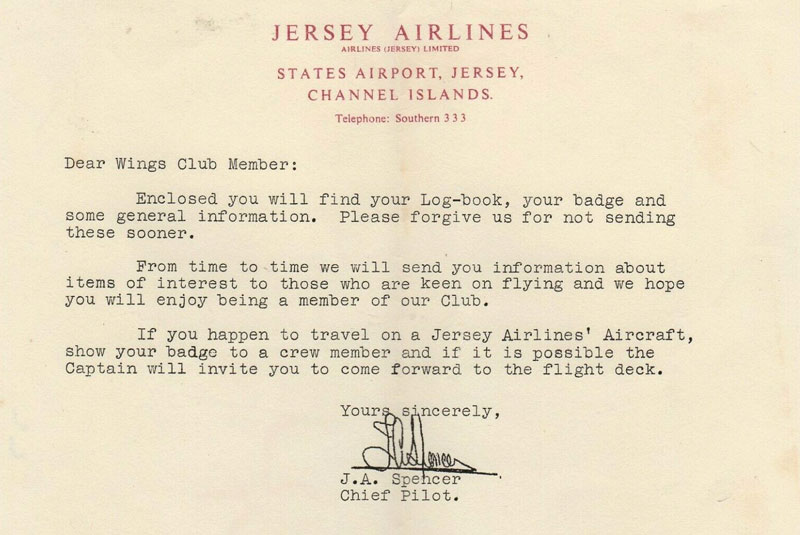 JERSEY AIRLINES
AIRLINES (JERSEY) LIMITED
STATES AIRPORT, JERSEY,
CHANNEL ISLANDS.
Telephone: Southern 333
Dear Wings Club Member:
Enclosed you will find your Log-book, your badge and
some general information. Please forgive us for not sending
these sooner.
From time to time we will send you information about
items of interest to those who are keen on flying and we hope
you will enjoy being a member of our Club.
If you happen to travel on a Jersey Airlines' Aircraft,
show your badge to a crew member and if it is possible the
Captain will invite you to come forward to the flight deck.
Yours sincerely,
J.A. Spencer
Chief Pilot.